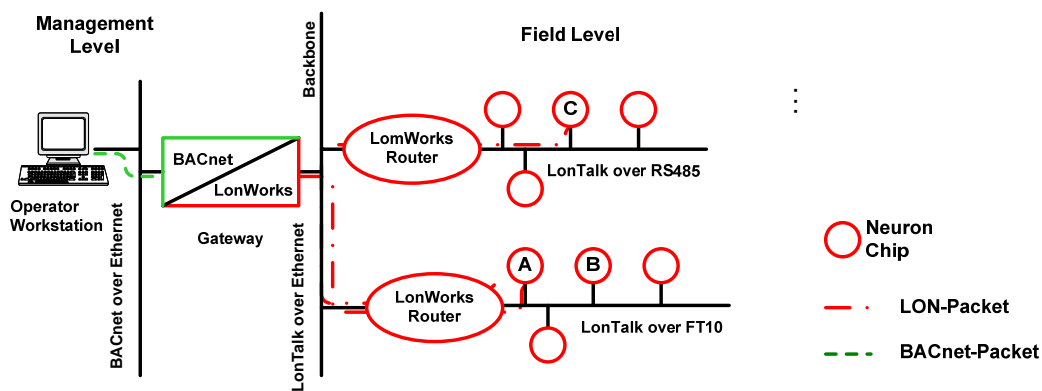 Management
Level
Field Level
Backbone
LomWorks
Router
C
BACnet
LonWorks
LonTalk over RS485
Operator
Workstation
Gateway
BACnet over Ethernet
LonTalk over Ethernet
A
B
LonWorks
Router
LonTalk over FT10
Neuron
Chip
LON-Packet
BACnet-Packet